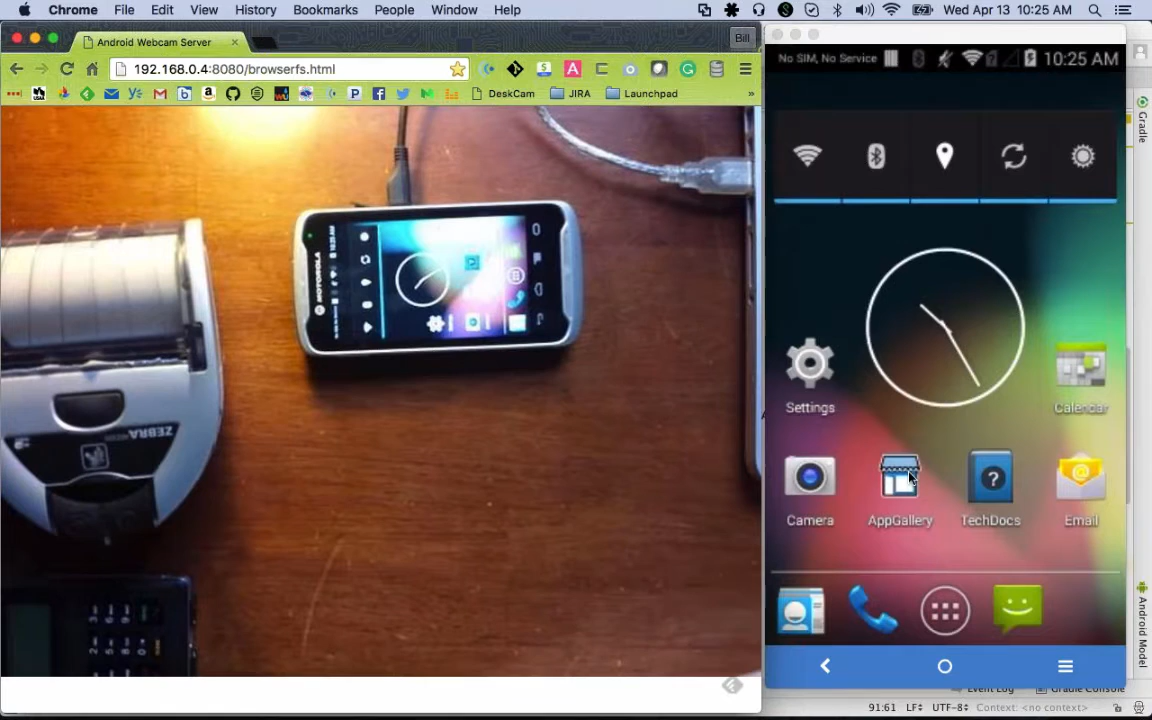 Chrome File Edit View History Bookmarks People Window Help
Wed Apr 13 10:25 AM
Android Webcam Server
Bill
192.168.0.4:8080/browserfs.html
DeskCam
JIRA
Launchpad
»
MOTOROLA
ZEBRA
No SIM, No Service
10:25 AM
Settings
Calendar
Camera
AppGallery
TechDocs
Email
Gradle
Android Model
Event Log
Gradle Console
91:61 LF÷ UTF-8÷ Context: <no context>